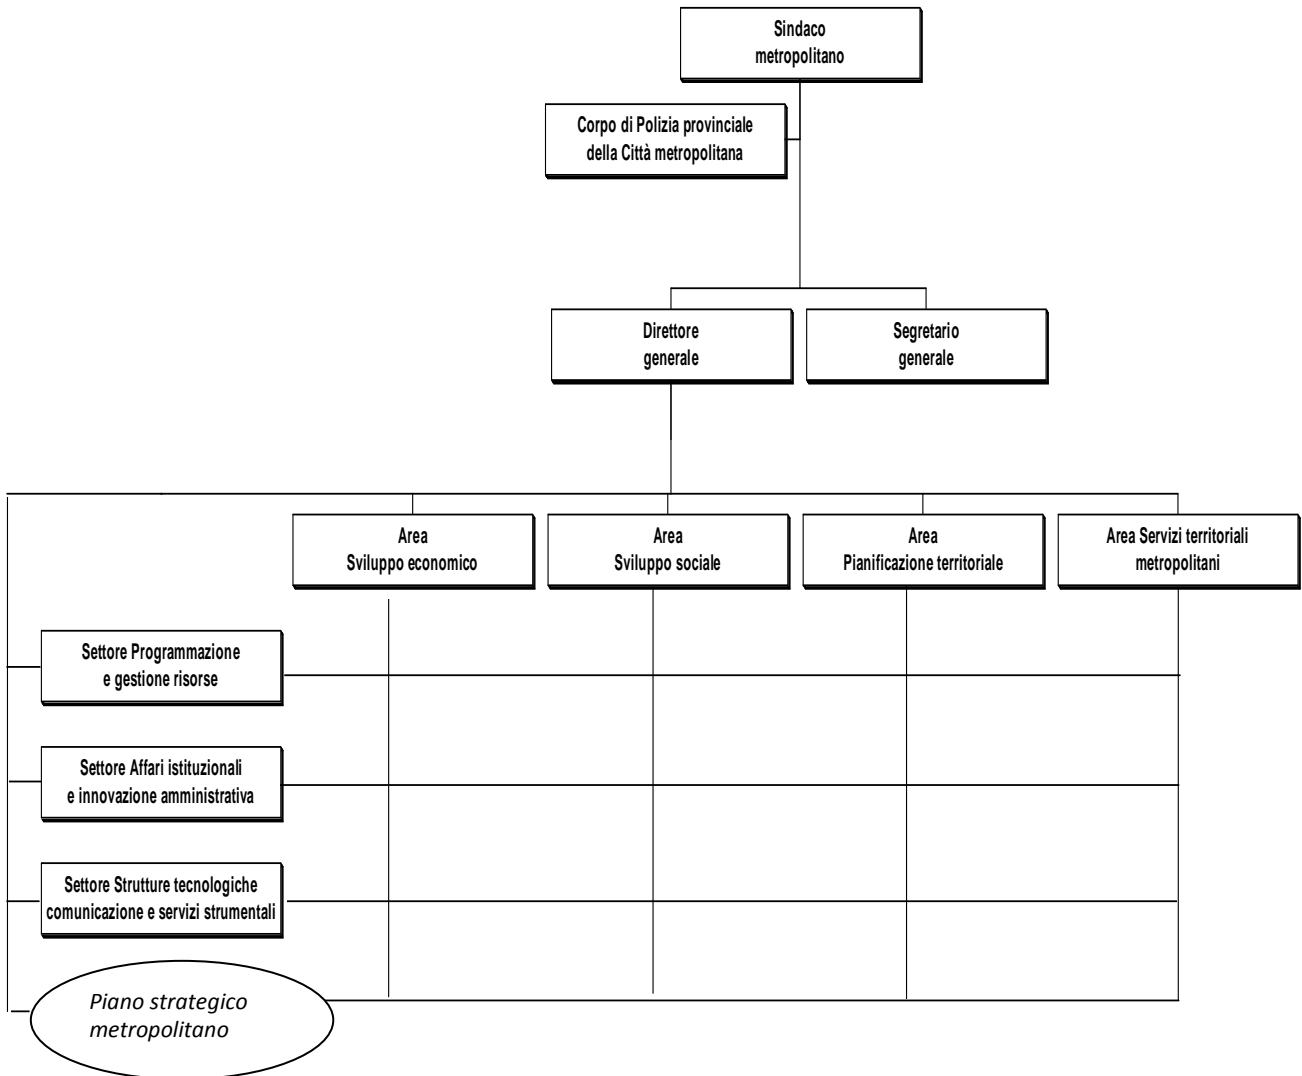 Sindaco
metropolitano
Corpo di Polizia provinciale
della Città metropolitana
Direttore
generale
Segretario
generale
Area
Sviluppo economico
Area
Sviluppo sociale
Area
Pianificazione territoriale
Area Servizi territoriali
metropolitani
Settore Programmazione
e gestione risorse
Settore Affari istituzionali
e innovazione amministrativa
Settore Strutture tecnologiche
comunicazione e servizi strumentali
Piano strategico
metropolitano